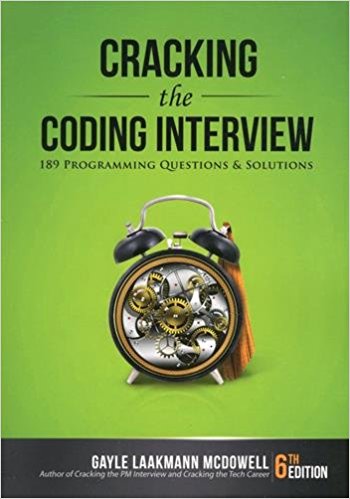 CRACKING
the
CODING INTERVIEW
189 PROGRAMMING QUESTIONS & SOLUTIONS
GAYLE LAAKMANN MCDOWELL
Author of Cracking the PM Interview and Cracking the Tech Career
6TH
EDITION